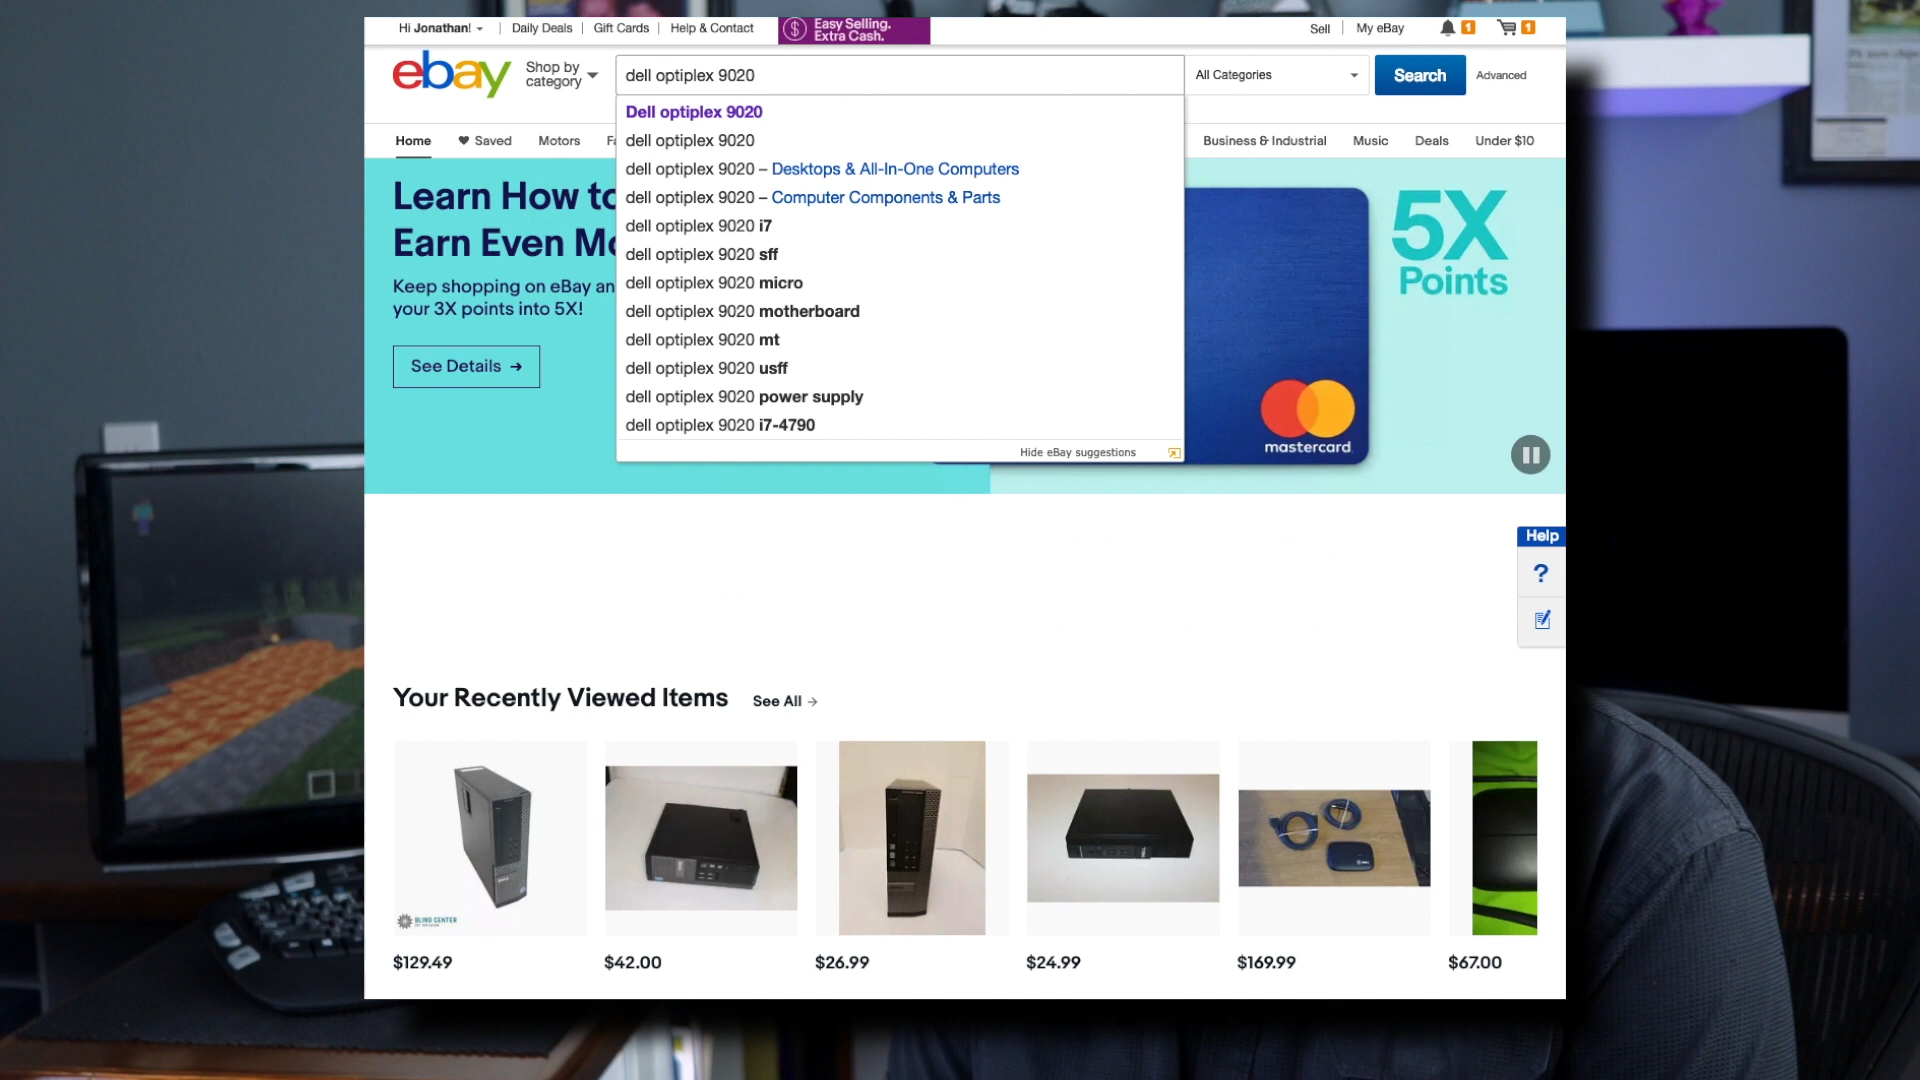 Hi Jonathan!
Daily Deals
Gift Cards
Help & Contact
Easy Selling.
Extra Cash.
Sell
My eBay
1
1
ebay
Shop by
category
dell optiplex 9020
All Categories
Search
Advanced
Dell optiplex 9020
dell optiplex 9020
dell optiplex 9020 – Desktops & All-In-One Computers
dell optiplex 9020 – Computer Components & Parts
dell optiplex 9020 i7
dell optiplex 9020 sff
dell optiplex 9020 micro
dell optiplex 9020 motherboard
dell optiplex 9020 mt
dell optiplex 9020 usff
dell optiplex 9020 power supply
dell optiplex 9020 i7-4790
Hide eBay suggestions
Home
Saved
Motors
Business & Industrial
Music
Deals
Under $10
Learn How to
Earn Even
Keep shopping on eBay
your 3X points into 5X!
See Details
5X
Points
mastercard
Help
?
Your Recently Viewed Items
See All
BLIND CENTER
$129.49
$42.00
$26.99
$24.99
$169.99
$67.00